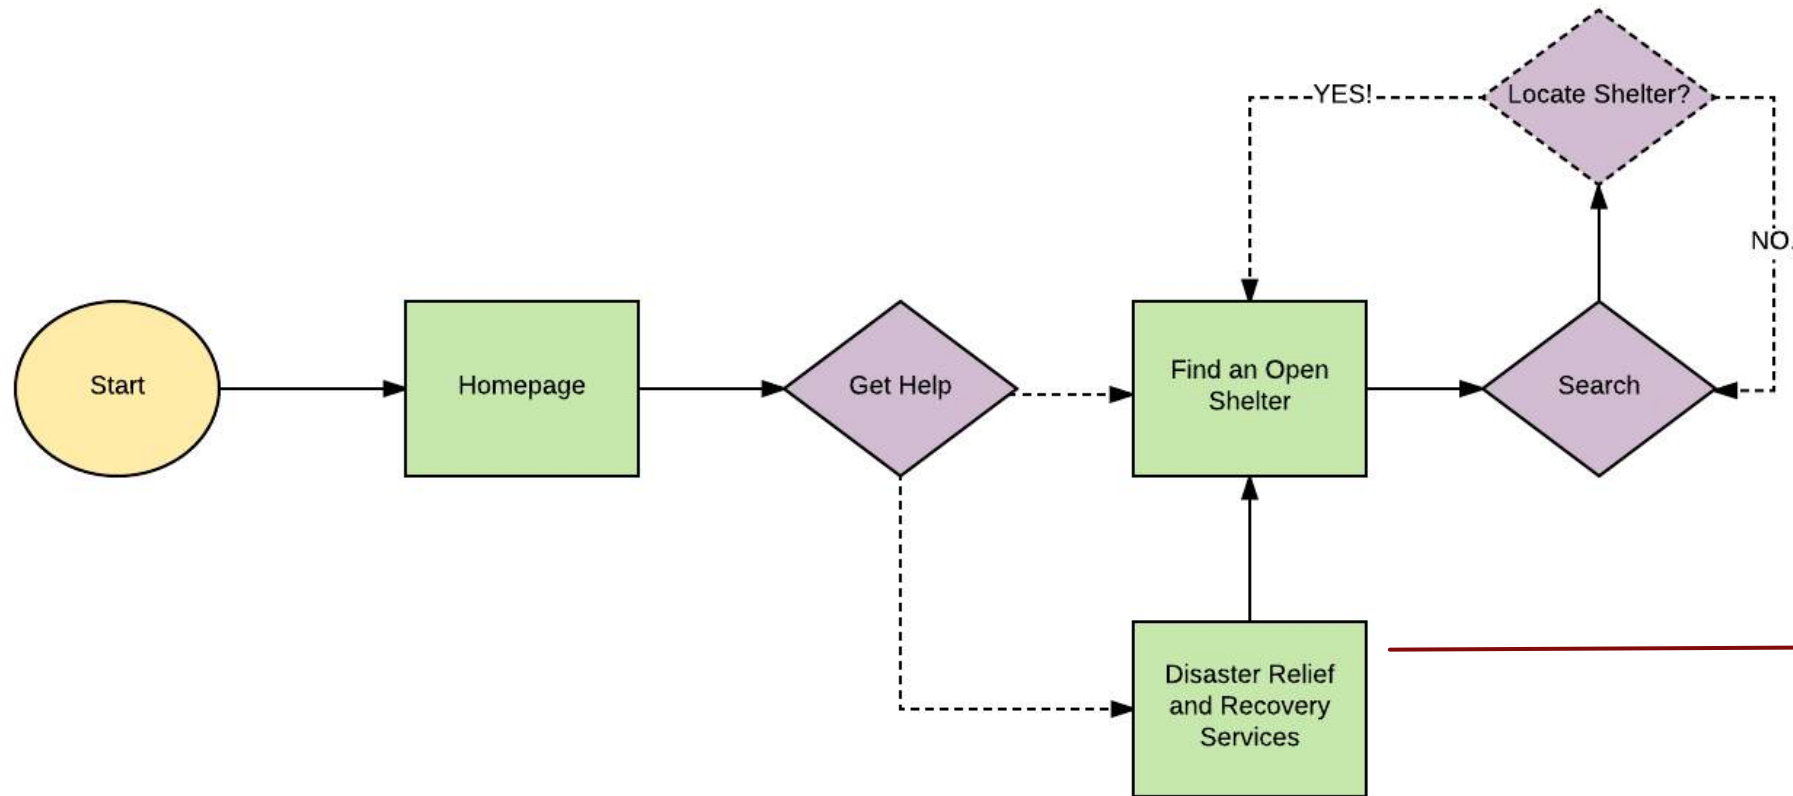 Locate Shelter?
YES!
NO.
Start
Homepage
Get Help
Find an Open
Shelter
Search
Disaster Relief
and Recovery
Services